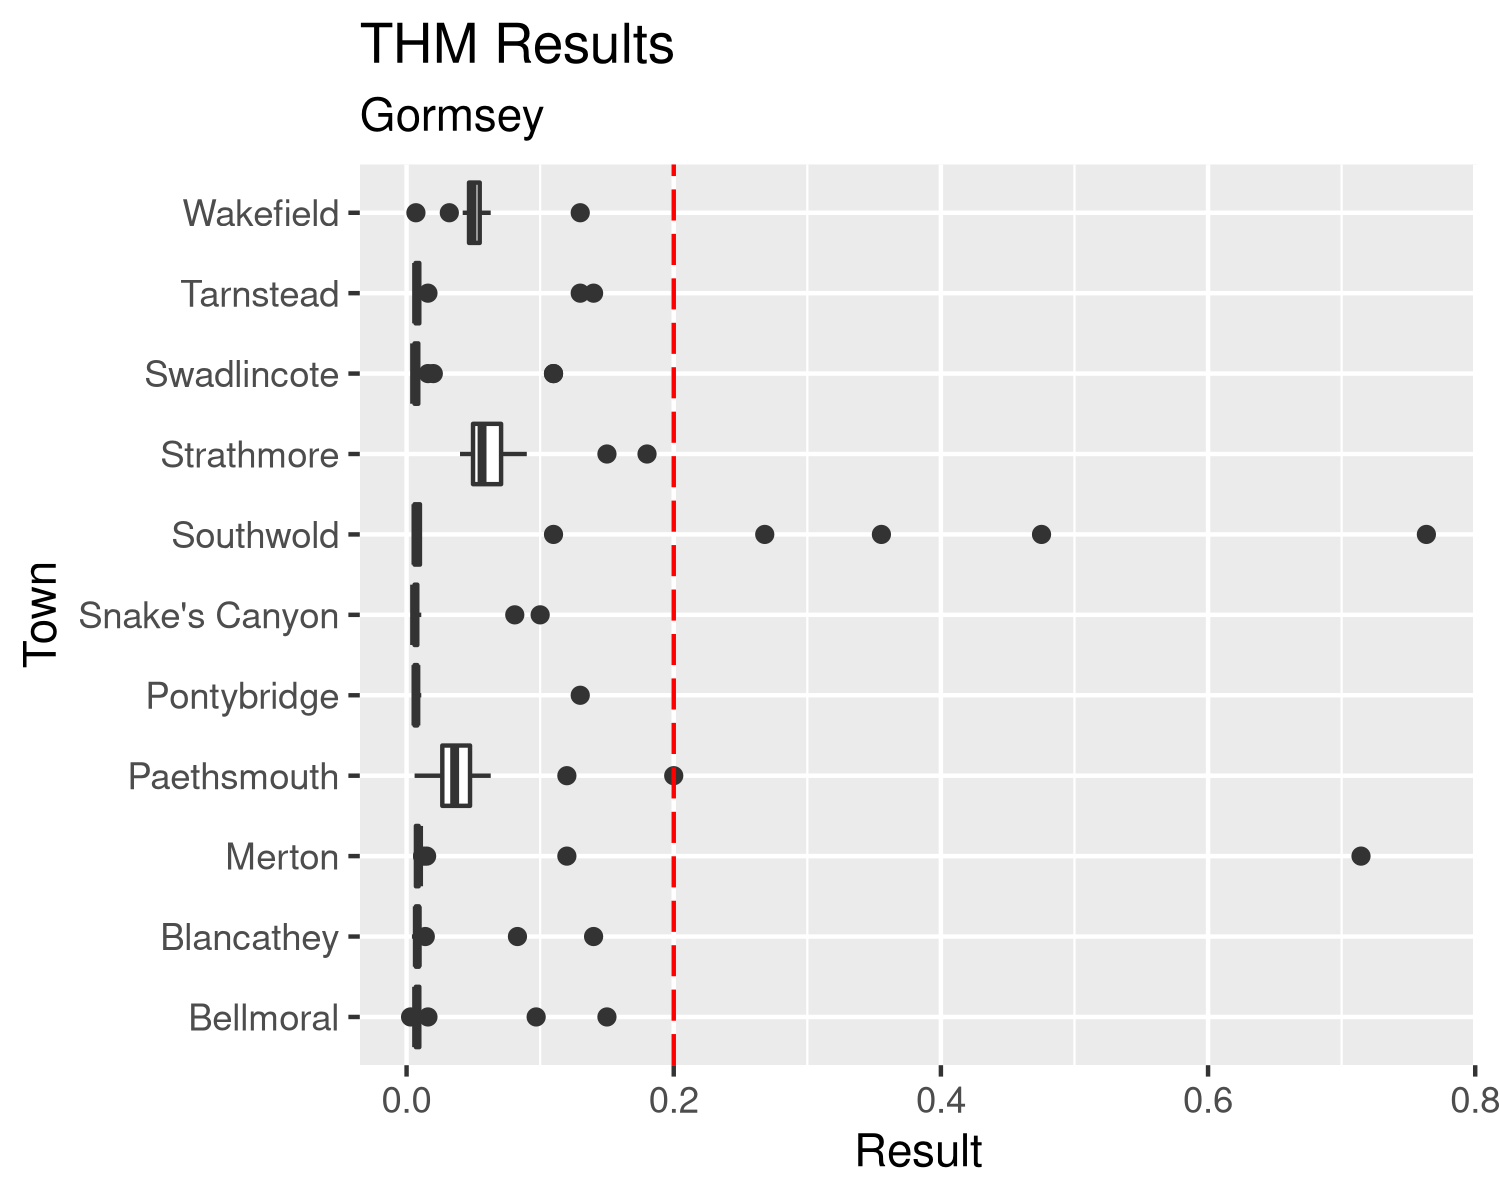 THM Results
Gormsey
Wakefield
Tarnstead
Swadlincote
Strathmore
Southwold
Snake's Canyon
Pontybridge
Paethsmouth
Merton
Blancathey
Bellmoral
Town
0.0 0.2 0.4 0.6 0.8
Result